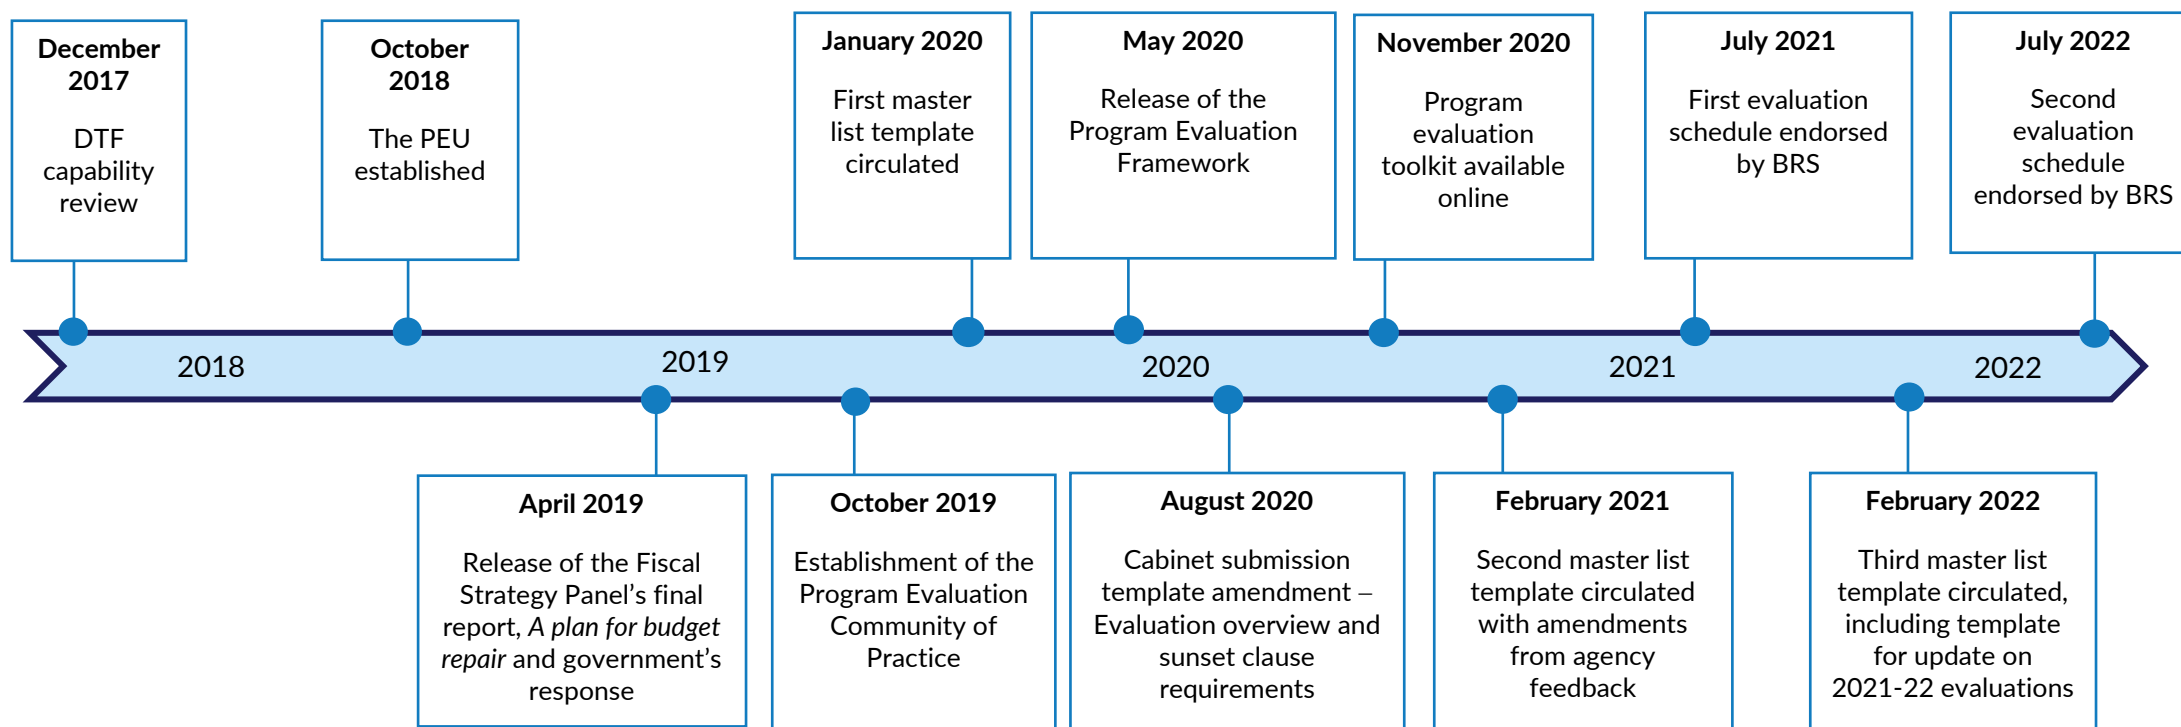 December
2017
DTF
capability
review
October
2018
The PEU
established
January 2020
First master
list template
circulated
May 2020
Release of the
Program Evaluation
Framework
November 2020
Program
evaluation
toolkit available
online
July 2021
First evaluation
schedule endorsed
by BRS
July 2022
Second
evaluation
schedule
endorsed by BRS
2018
2019
2020
2021
2022
April 2019
Release of the Fiscal
Strategy Panel’s final
report, A plan for budget
repair and government’s
response
October 2019
Establishment of the
Program Evaluation
Community of
Practice
August 2020
Cabinet submission
template amendment –
Evaluation overview and
sunset clause
requirements
February 2021
Second master list
template circulated
with amendments
from agency
feedback
February 2022
Third master list
template circulated,
including template
for update on
2021-22 evaluations